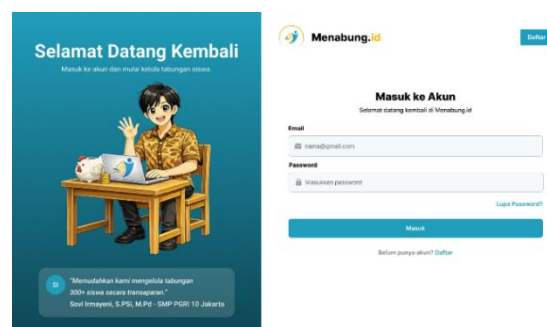 Selamat Datang Kembali
Masuk ke akun dan mulai kelola tabungan siswa.
SI
"Memudahkan kami mengelola tabungan
300+ siswa secara transaparan."
Sovi Irmayeni, S.PSi, M.Pd - SMP PGRI 10 Jakarta
Menabung.id
Daftar
Masuk ke Akun
Selamat datang kembali di Menabung.id
Email
nama@gmail.com
Password
Masukkan password
Lupa Password?
Masuk
Belum punya akun? Daftar